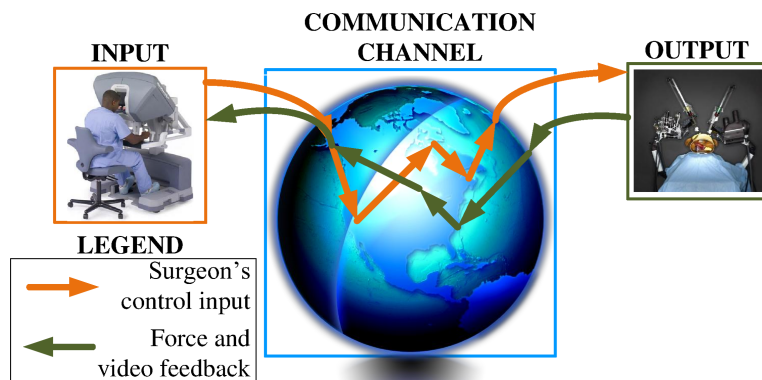 COMMUNICATION
CHANNEL
INPUT
OUTPUT
LEGEND
Surgeon's
control input
Force and
video feedback